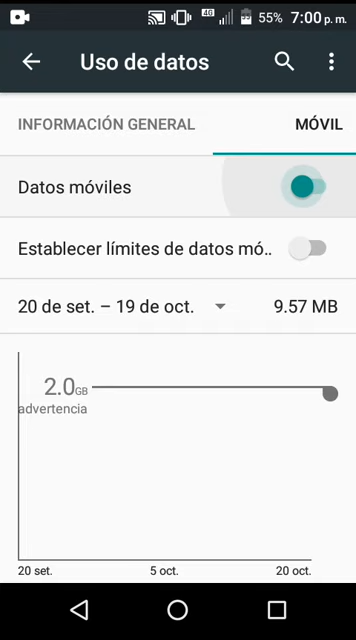 4G 55% 7:00 p. m.
Uso de datos
INFORMACIÓN GENERAL MÓVIL
Datos móviles
Establecer límites de datos mó..
20 de set. – 19 de oct. 9.57 MB
2.0GB
advertencia
20 set. 5 oct. 20 oct.